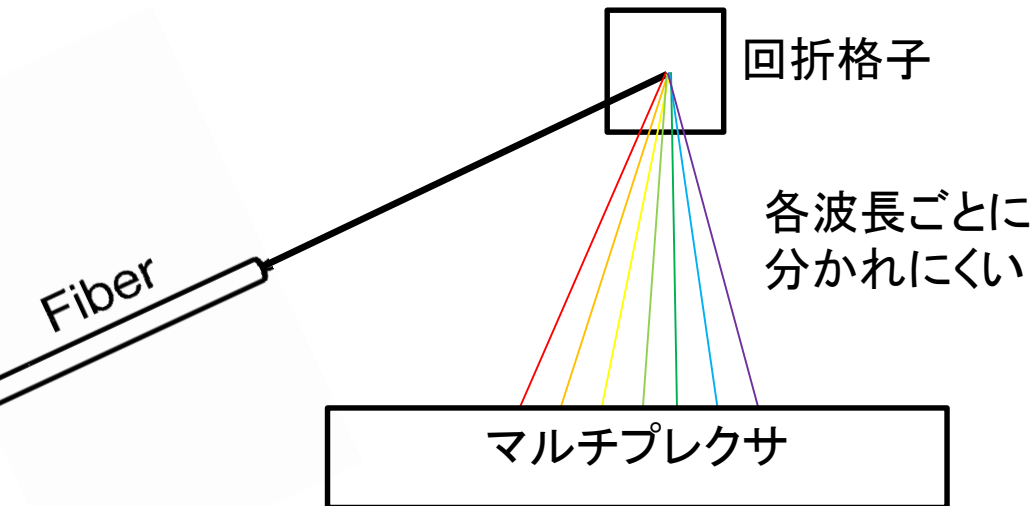 回折格子
各波長ごとに
分かれにくい
Fiber
マルチプレクサ